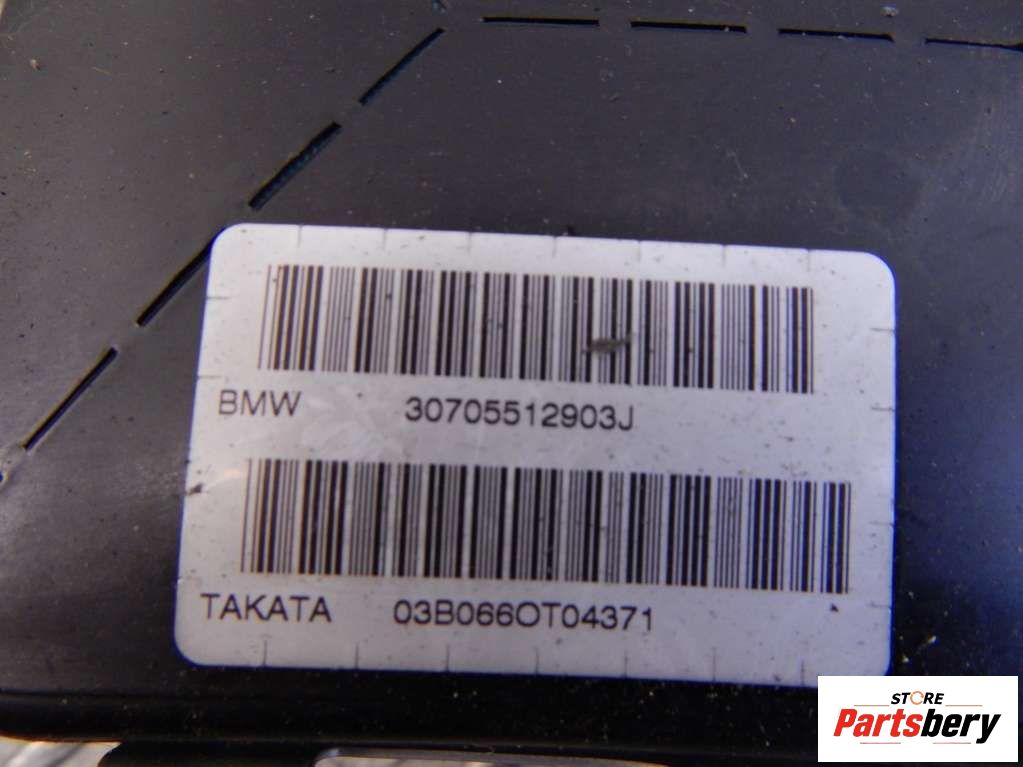 BMW 30705512903J
TAKATA 03B066OT04371
STORE
Partsbery